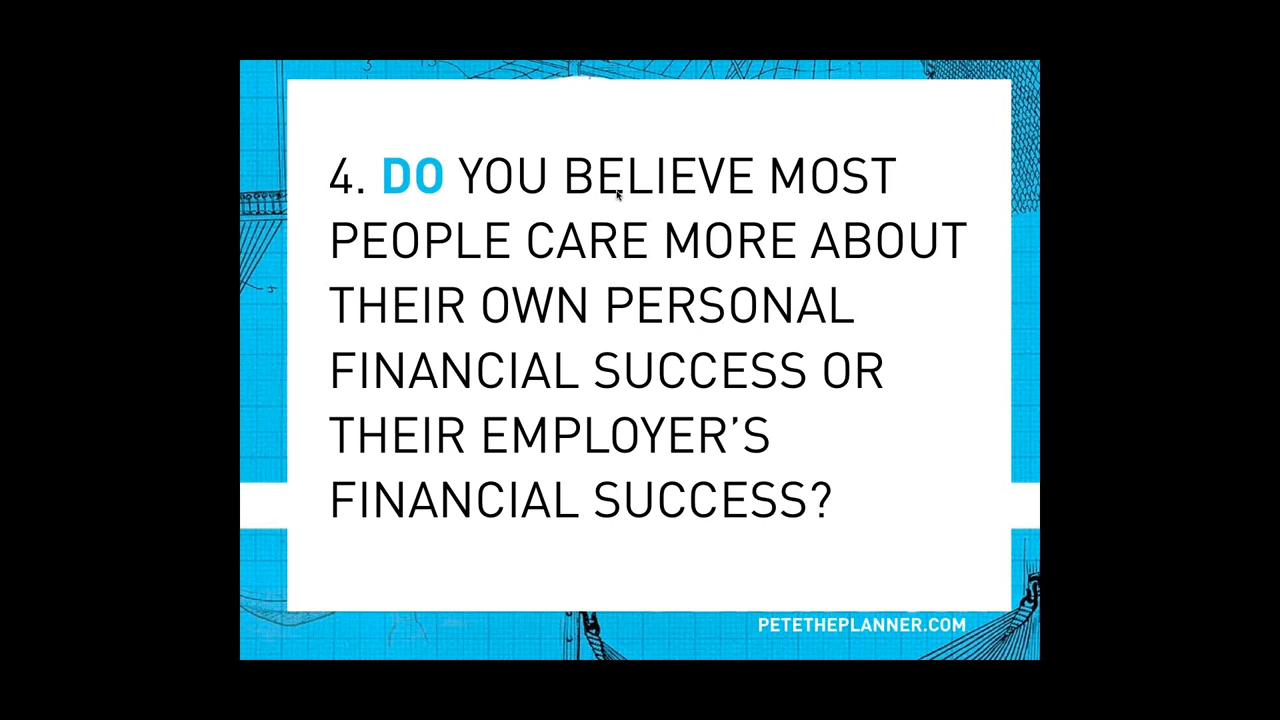 4. DO YOU BELIEVE MOST
PEOPLE CARE MORE ABOUT
THEIR OWN PERSONAL
FINANCIAL SUCCESS OR
THEIR EMPLOYER’S
FINANCIAL SUCCESS?
PETETHEPLANNER.COM